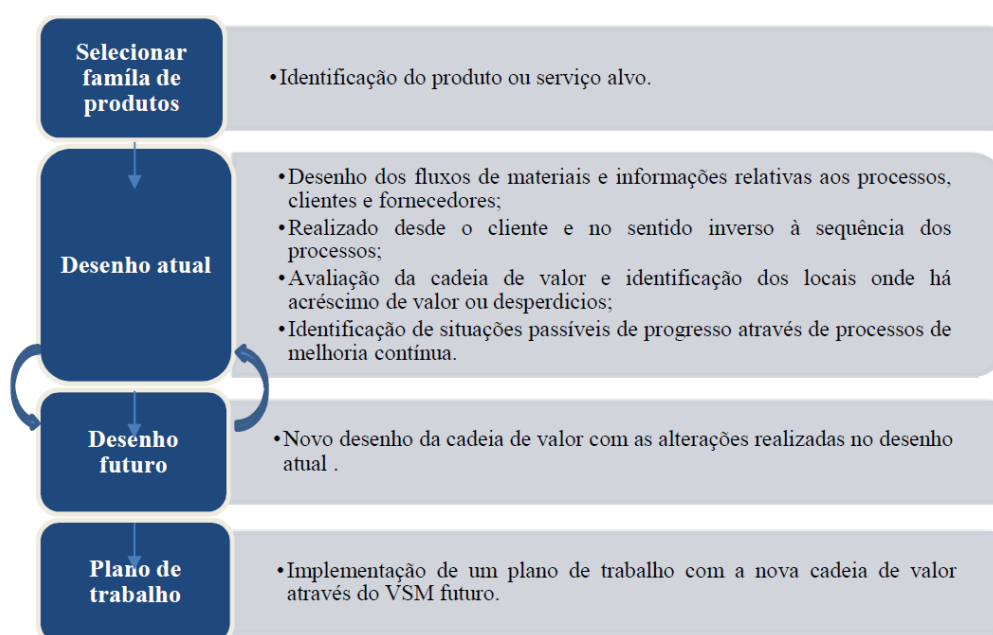 Selecionar
famíla de
produtos
•Identificação do produto ou serviço alvo.
Desenho atual
•Desenho dos fluxos de materiais e informações relativas aos processos,
clientes e fornecedores;
•Realizado desde o cliente e no sentido inverso à sequência dos
processos;
•Avaliação da cadeia de valor e identificação dos locais onde há
acréscimo de valor ou desperdicios;
•Identificação de situações passíveis de progresso através de processos de
melhoria contínua.
Desenho
futuro
•Novo desenho da cadeia de valor com as alterações realizadas no desenho
atual .
Plano de
trabalho
•Implementação de um plano de trabalho com a nova cadeia de valor
através do VSM futuro.